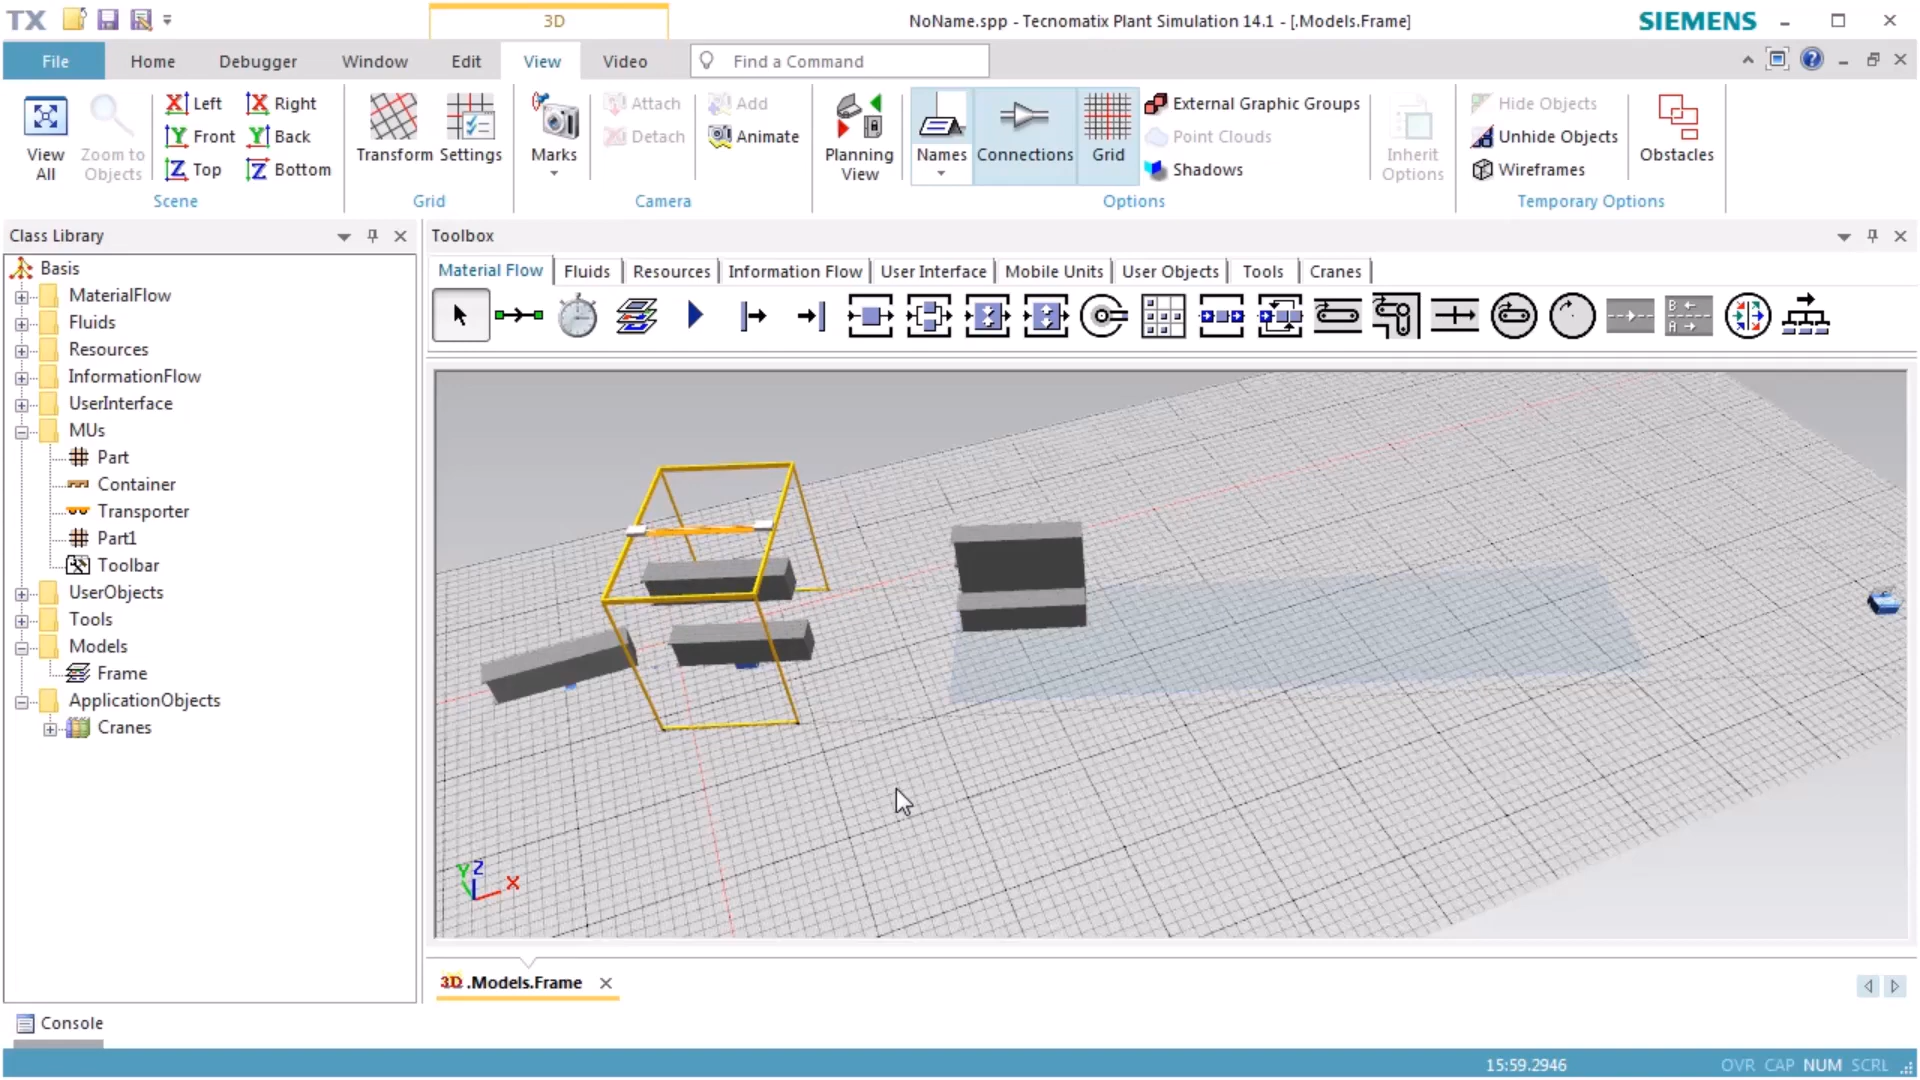 TX
3D
NoName.spp - Tecnomatix Plant Simulation 14.1 - [.Models.Frame]
SIEMENS
File
Home
Debugger
Window
Edit
View
Video
Find a Command
View All
Zoom to Objects
Left
Right
Front
Back
Top
Bottom
Scene
Transform
Settings
Grid
Marks
Attach
Detach
Add
Animate
Camera
Planning View
Names
Connections
Grid
External Graphic Groups
Point Clouds
Shadows
Options
Inherit Options
Hide Objects
Unhide Objects
Wireframes
Obstacles
Temporary Options
Class Library
Basis
MaterialFlow
Fluids
Resources
InformationFlow
UserInterface
MUs
Part
Container
Transporter
Part1
Toolbar
UserObjects
Tools
Models
Frame
ApplicationObjects
Cranes
Toolbox
Material Flow
Fluids
Resources
Information Flow
User Interface
Mobile Units
User Objects
Tools
Cranes
Y Z X
3D .Models.Frame
Console
15:59.2946
OVR CAP NUM SCRL